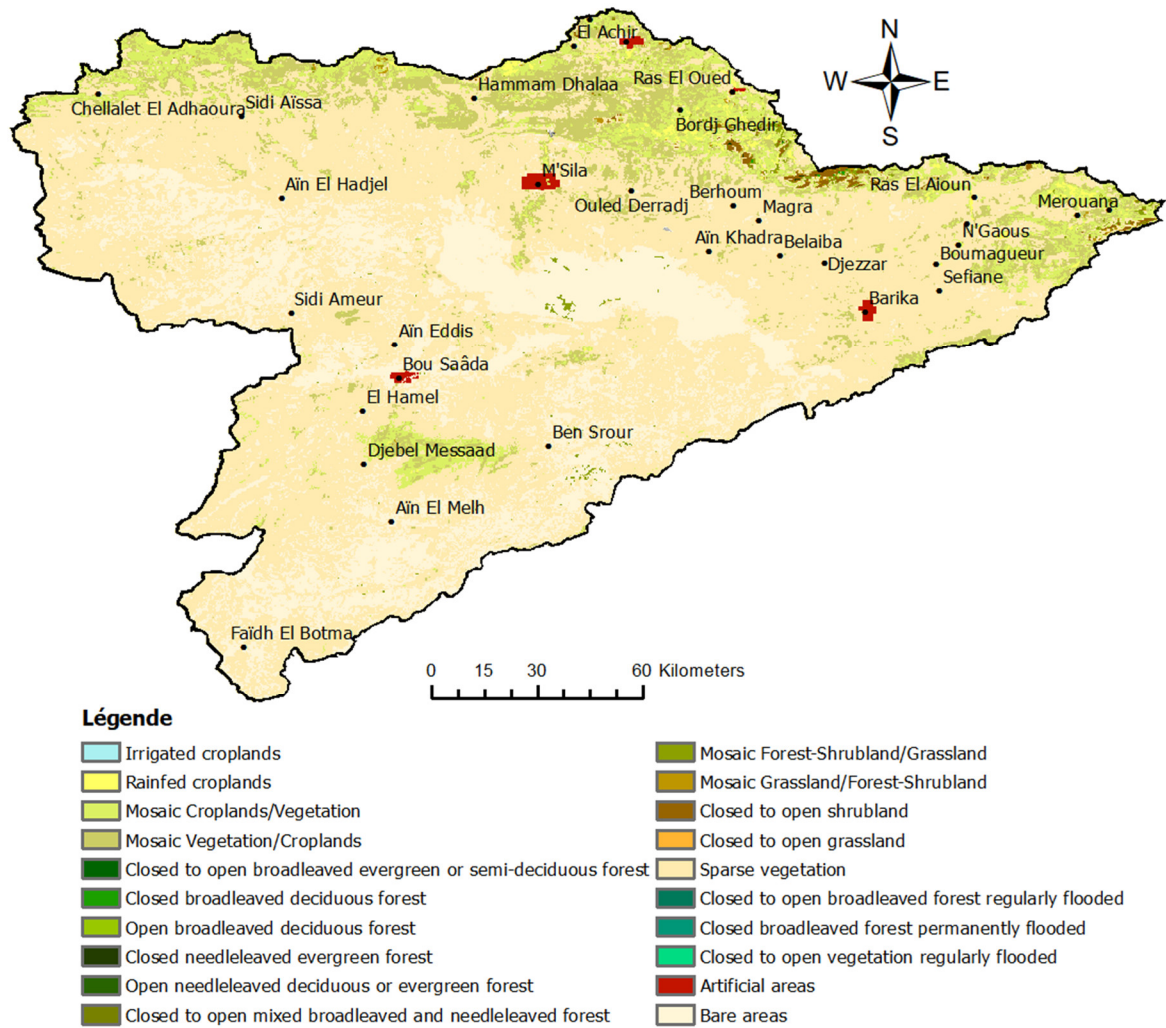 N
W E
S
El Achir
Hammam Dhalaa
Ras El Oued
Chellalet El Adhaoura
Sidi Aïssa
Bordj Ghedir
M'Sila
Aïn El Hadjel
Ouled Derradj
Berhoum
Ras El Aioun
Merouana
Magra
N'Gaous
Aïn Khadra
Belaiba
Boumagueur
Djezzar
Sefiane
Barika
Sidi Ameur
Aïn Eddis
Bou Saâda
El Hamel
Ben Srour
Djebel Messaad
Aïn El Melh
Faïdh El Botma
0 15 30 60 Kilometers
Légende
Irrigated croplands
Rainfed croplands
Mosaic Croplands/Vegetation
Mosaic Vegetation/Croplands
Closed to open broadleaved evergreen or semi-deciduous forest
Closed broadleaved deciduous forest
Open broadleaved deciduous forest
Closed needleleaved evergreen forest
Open needleleaved deciduous or evergreen forest
Closed to open mixed broadleaved and needleleaved forest
Mosaic Forest-Shrubland/Grassland
Mosaic Grassland/Forest-Shrubland
Closed to open shrubland
Closed to open grassland
Sparse vegetation
Closed to open broadleaved forest regularly flooded
Closed broadleaved forest permanently flooded
Closed to open vegetation regularly flooded
Artificial areas
Bare areas